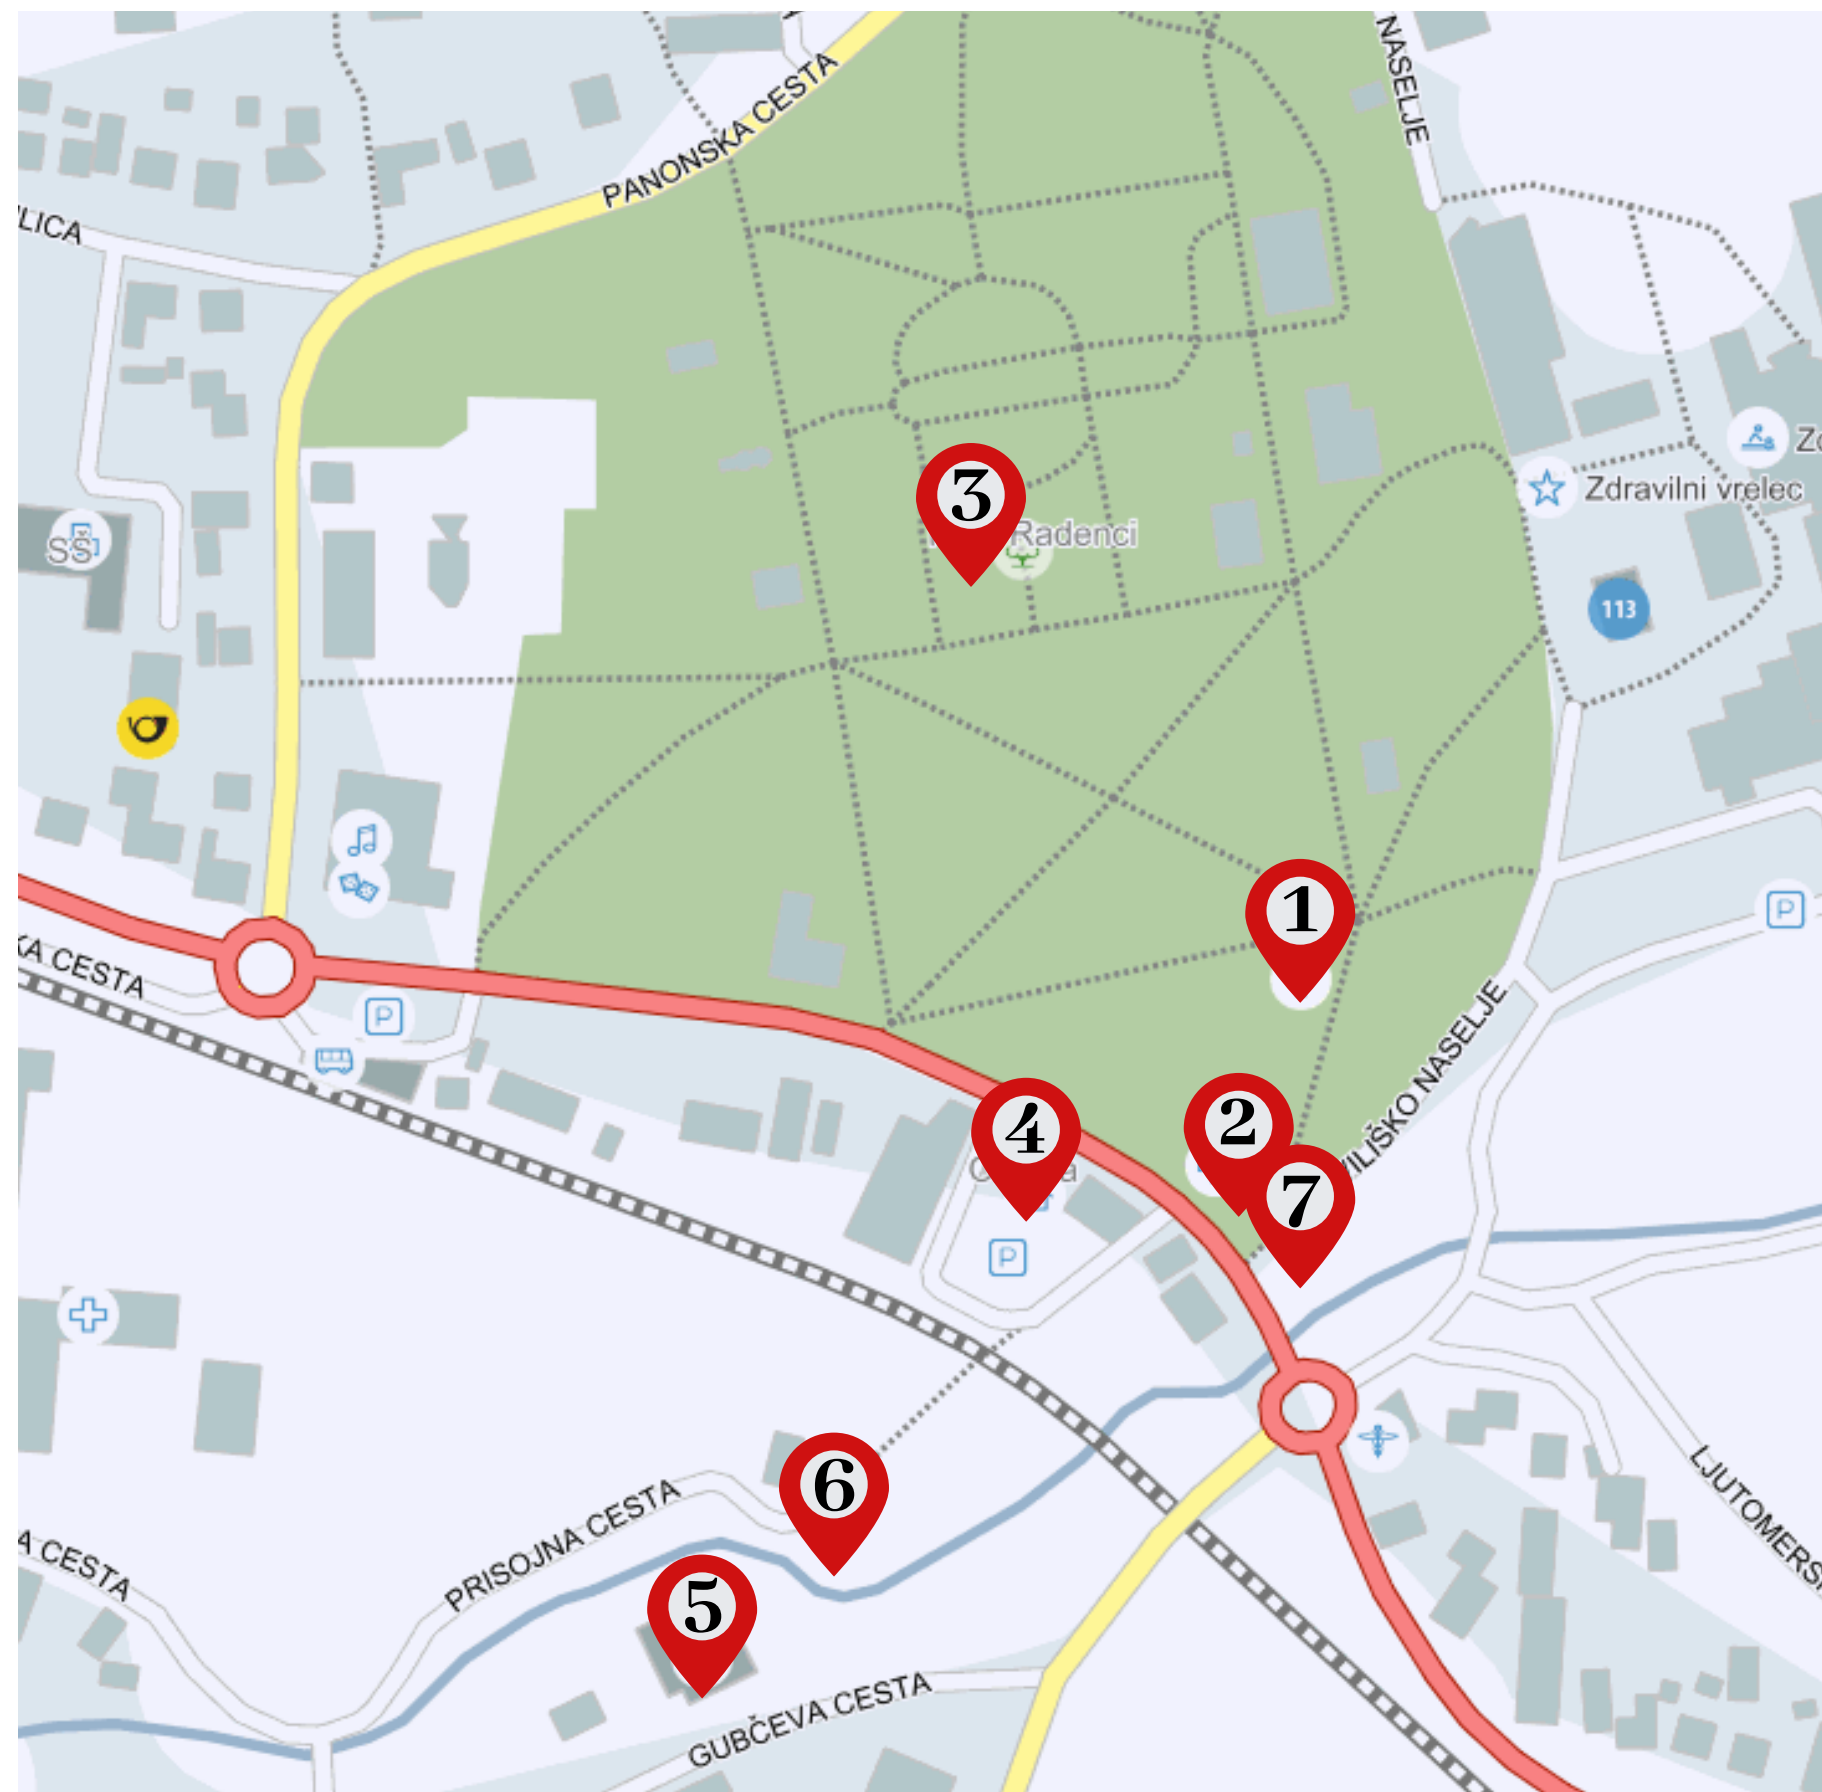 NASELJE
PANONSKA CESTA
LICA
Zdravilni vrelec
3
Radenci
SŠ
113
1
P
KA CESTA
P
VILIŠKO NASELJE
2
4
7
P
6
PRISOJNA CESTA
A CESTA
5
GUBČEVA CESTA
LJUTOMERS